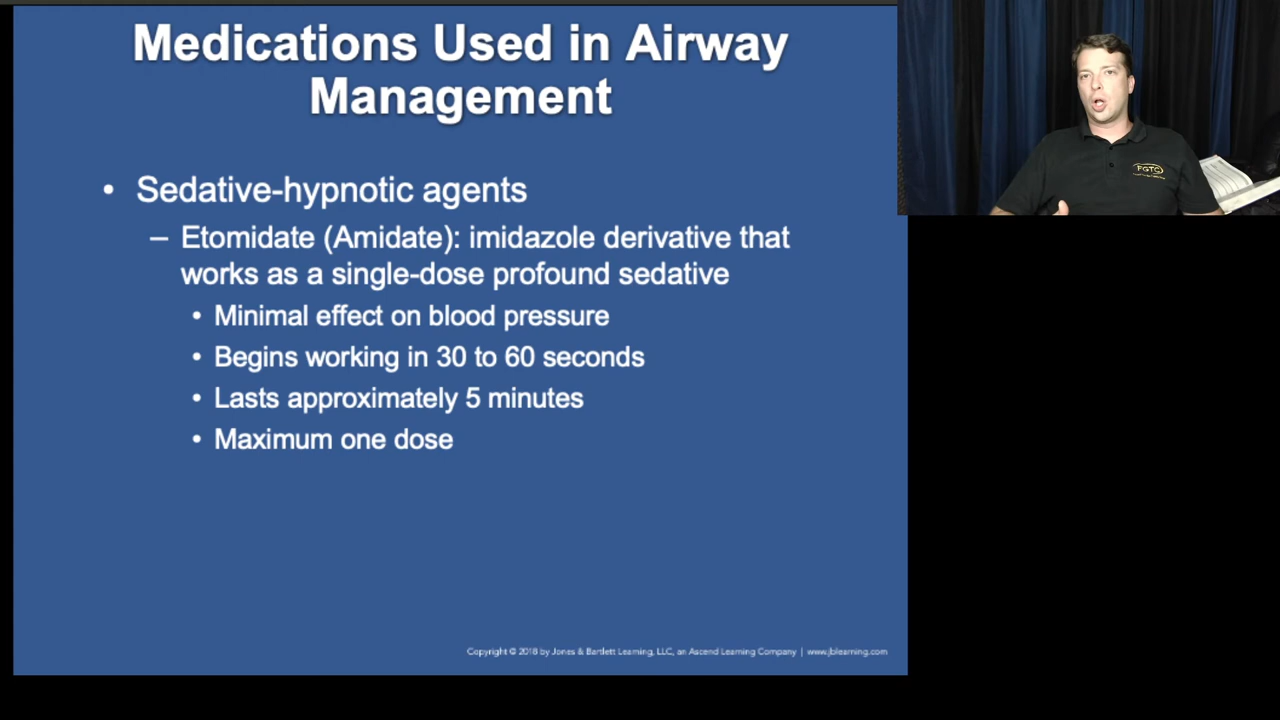 Medications Used in Airway
Management
• Sedative-hypnotic agents
– Etomidate (Amidate): imidazole derivative that
works as a single-dose profound sedative
• Minimal effect on blood pressure
• Begins working in 30 to 60 seconds
• Lasts approximately 5 minutes
• Maximum one dose
Copyright © 2018 by Jones & Bartlett Learning, LLC, an Ascend Learning Company | www.jblearning.com
FGTC